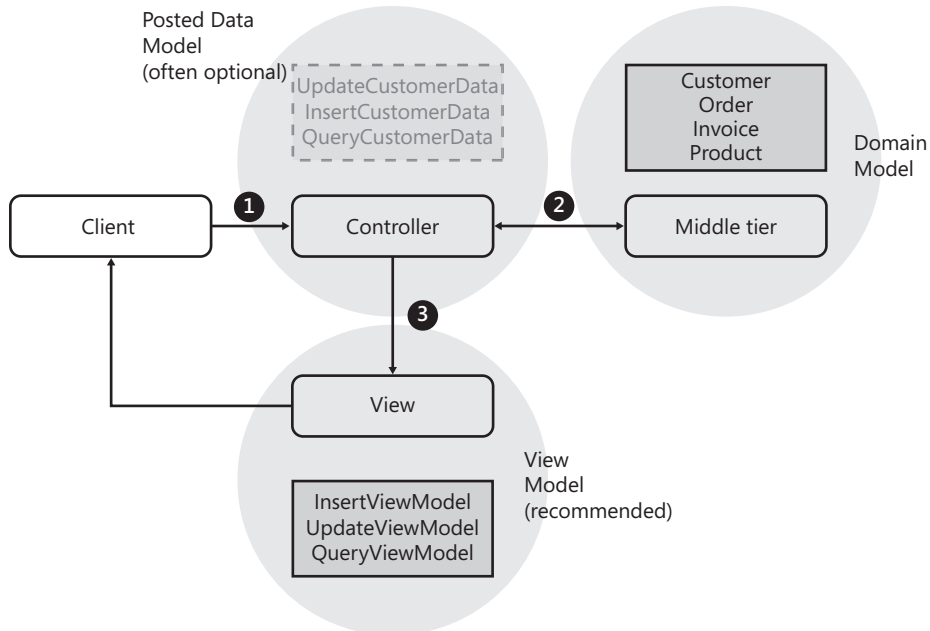 Posted Data
Model
(often optional)
UpdateCustomerData
InsertCustomerData
QueryCustomerData
Customer
Order
Invoice
Product
Domain
Model
Client
1
Controller
2
Middle tier
3
View
View
Model
(recommended)
InsertViewModel
UpdateViewModel
QueryViewModel